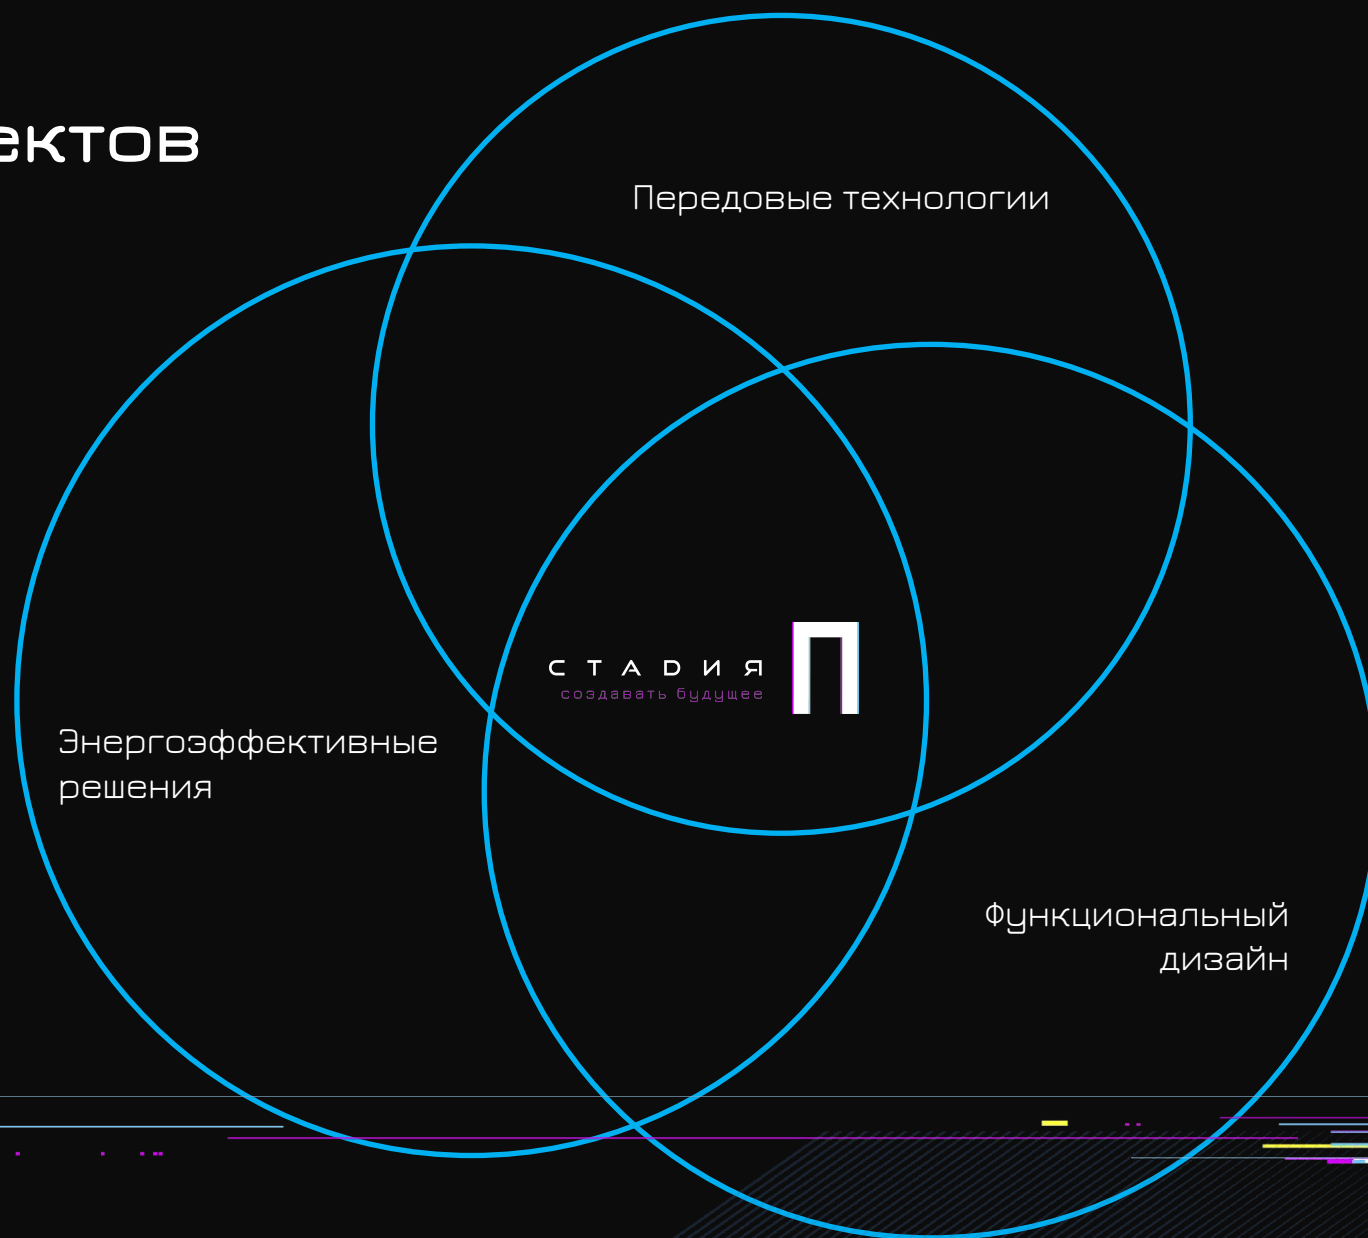 ектов
Передовые технологии
СТАДИЯ П
создавать будущее
Энергоэффективные
решения
Функциональный
дизайн